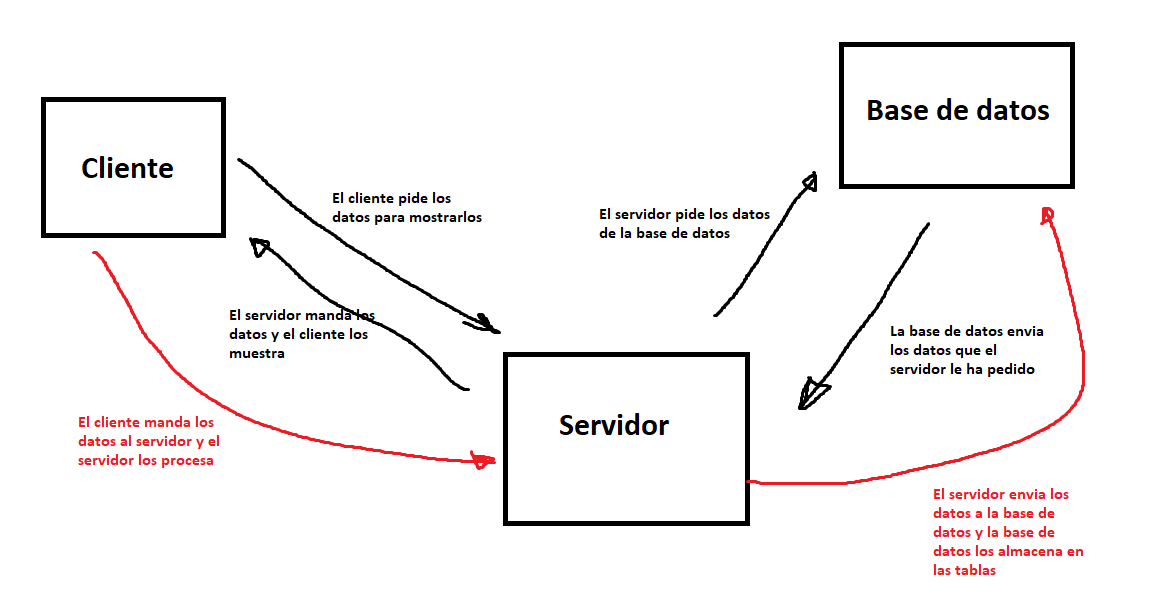 Base de datos
Cliente
El cliente pide los
datos para mostrarlos
El servidor pide los datos
de la base de datos
El servidor manda los
datos y el cliente los
muestra
La base de datos envia
los datos que el
servidor le ha pedido
Servidor
El cliente manda los
datos al servidor y el
servidor los procesa
El servidor envia los
datos a la base de
datos y la base de
datos los almacena en
las tablas